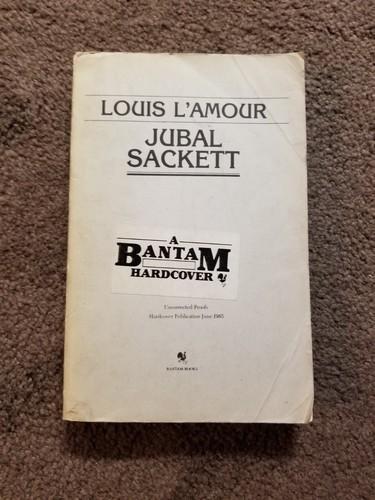 LOUIS L'AMOUR
JUBAL
SACKETT
A
BANTAM
HARDCOVER
Uncorrected Proofs
Hardcover Publication June 1985
BANTAM BOOKS